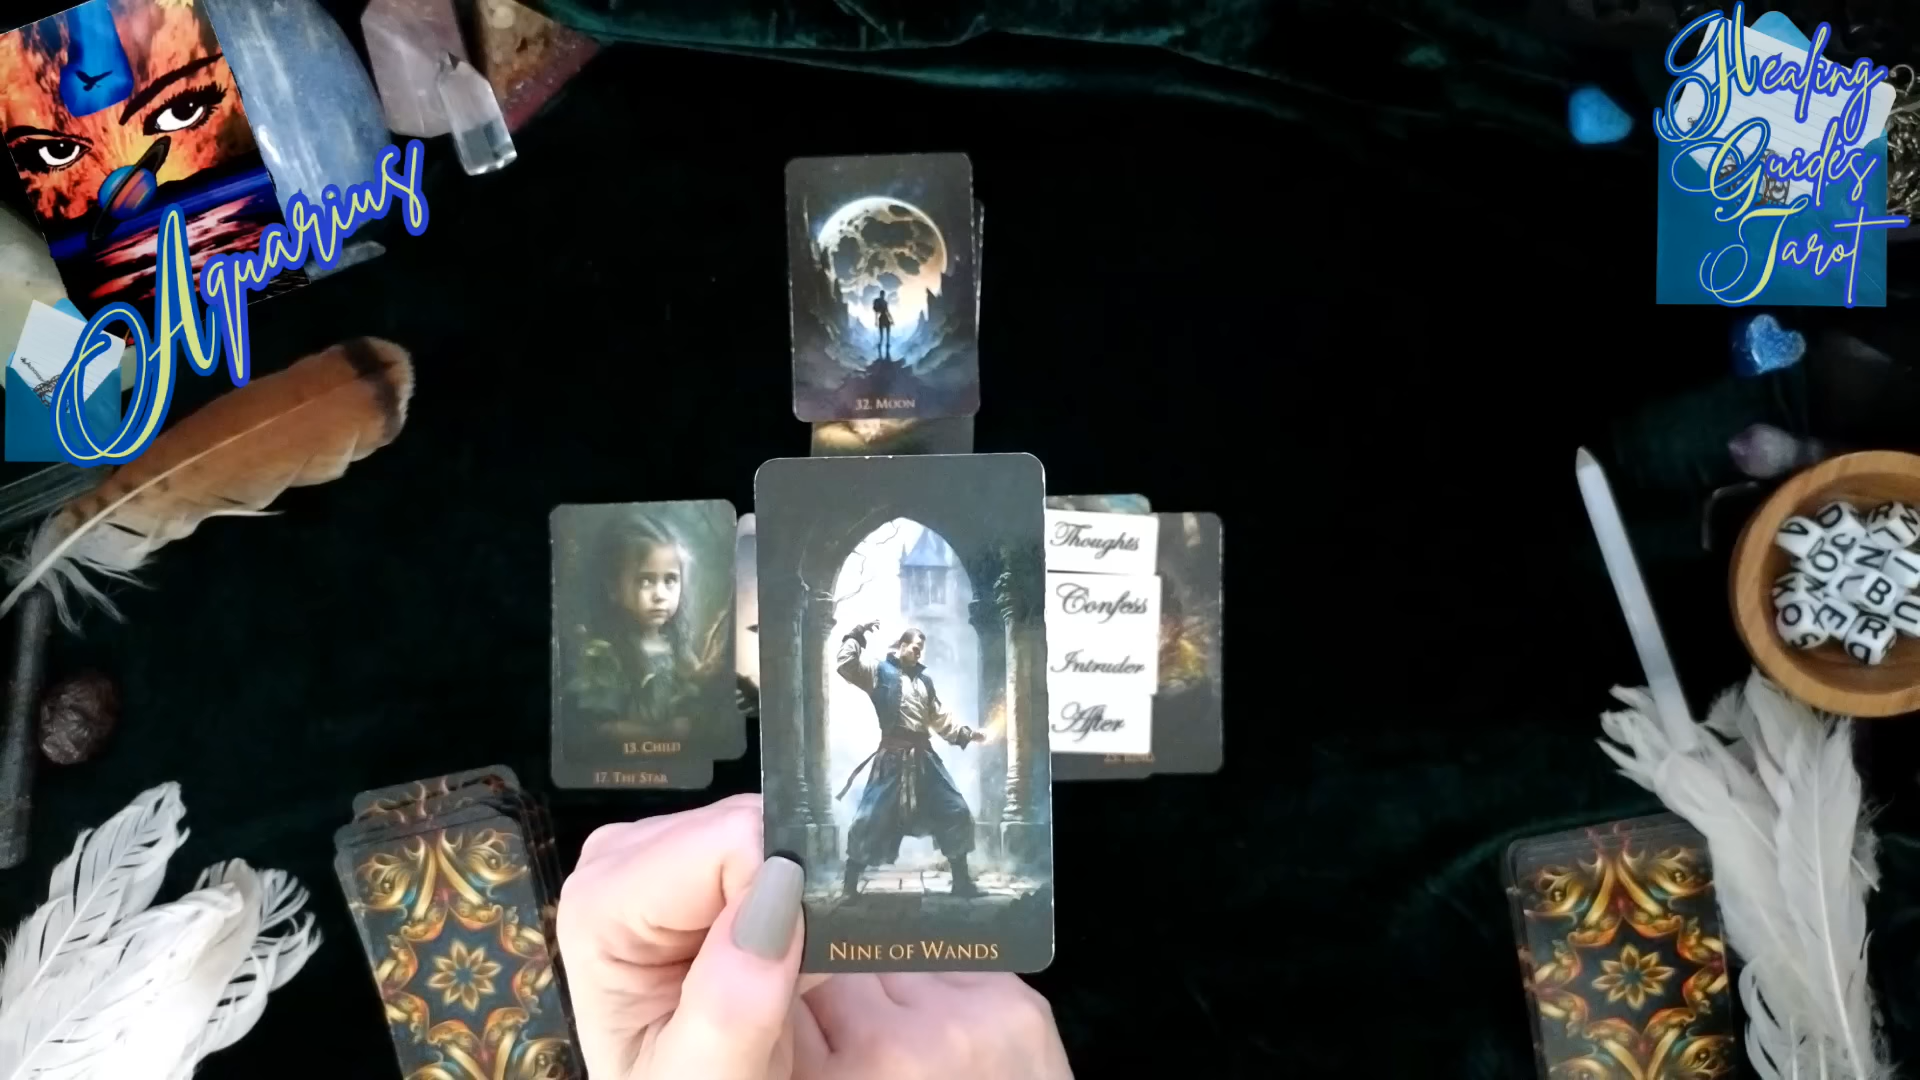 Aquarius
Healing
Guides
Tarot
32. Moon
Thoughts
Confess
Intruder
After
13. Child
17. The Star
Nine of Wands